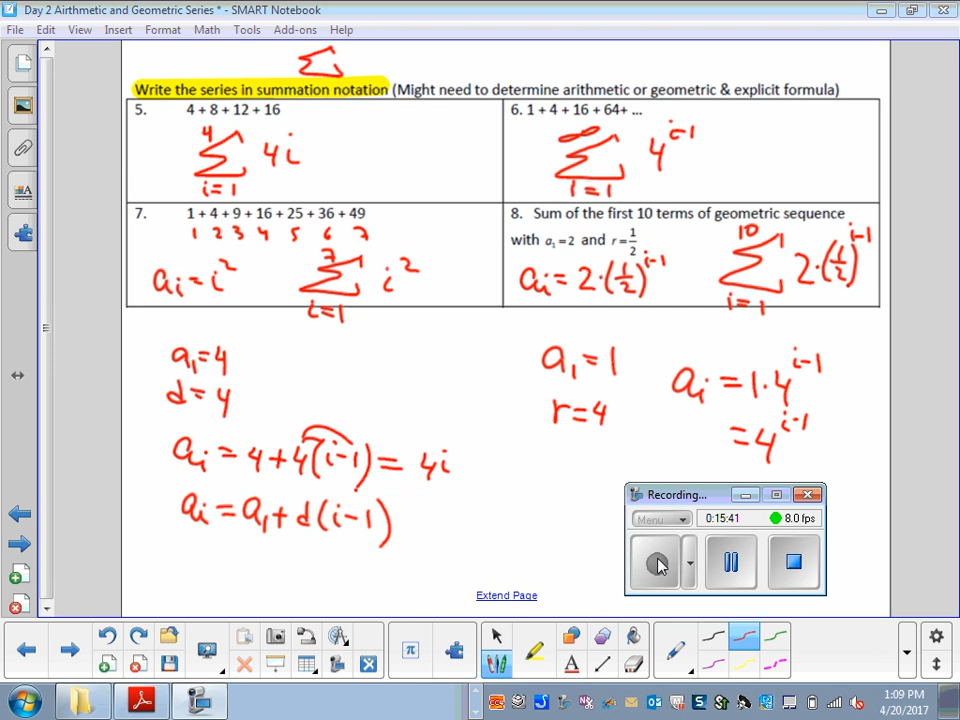 Day 2 Airthmetic and Geometric Series * - SMART Notebook
File Edit View Insert Format Math Tools Add-ons Help
Σ
Write the series in summation notation (Might need to determine arithmetic or geometric & explicit formula)
5. 4 + 8 + 12 + 16
4
Σ 4i
i=1
6. 1 + 4 + 16 + 64+ ...
∞
Σ 4^{i-1}
i=1
7. 1 + 4 + 9 + 16 + 25 + 36 + 49
1 2 3 4 5 6 7
a_i = i^2
7
Σ i^2
i=1
8. Sum of the first 10 terms of geometric sequence
with a_1 = 2 and r = 1/2
a_i = 2·(1/2)^{i-1}
10
Σ 2·(1/2)^{i-1}
i=1
a_1=4
d=4
a_i = 4+4(i-1) = 4i
a_i = a_1+d(i-1)
a_1 = 1
r=4
a_i = 1·4^{i-1}
= 4^{i-1}
Recording...
Menu 0:15:41 8.0 fps
Extend Page
1:09 PM
4/20/2017